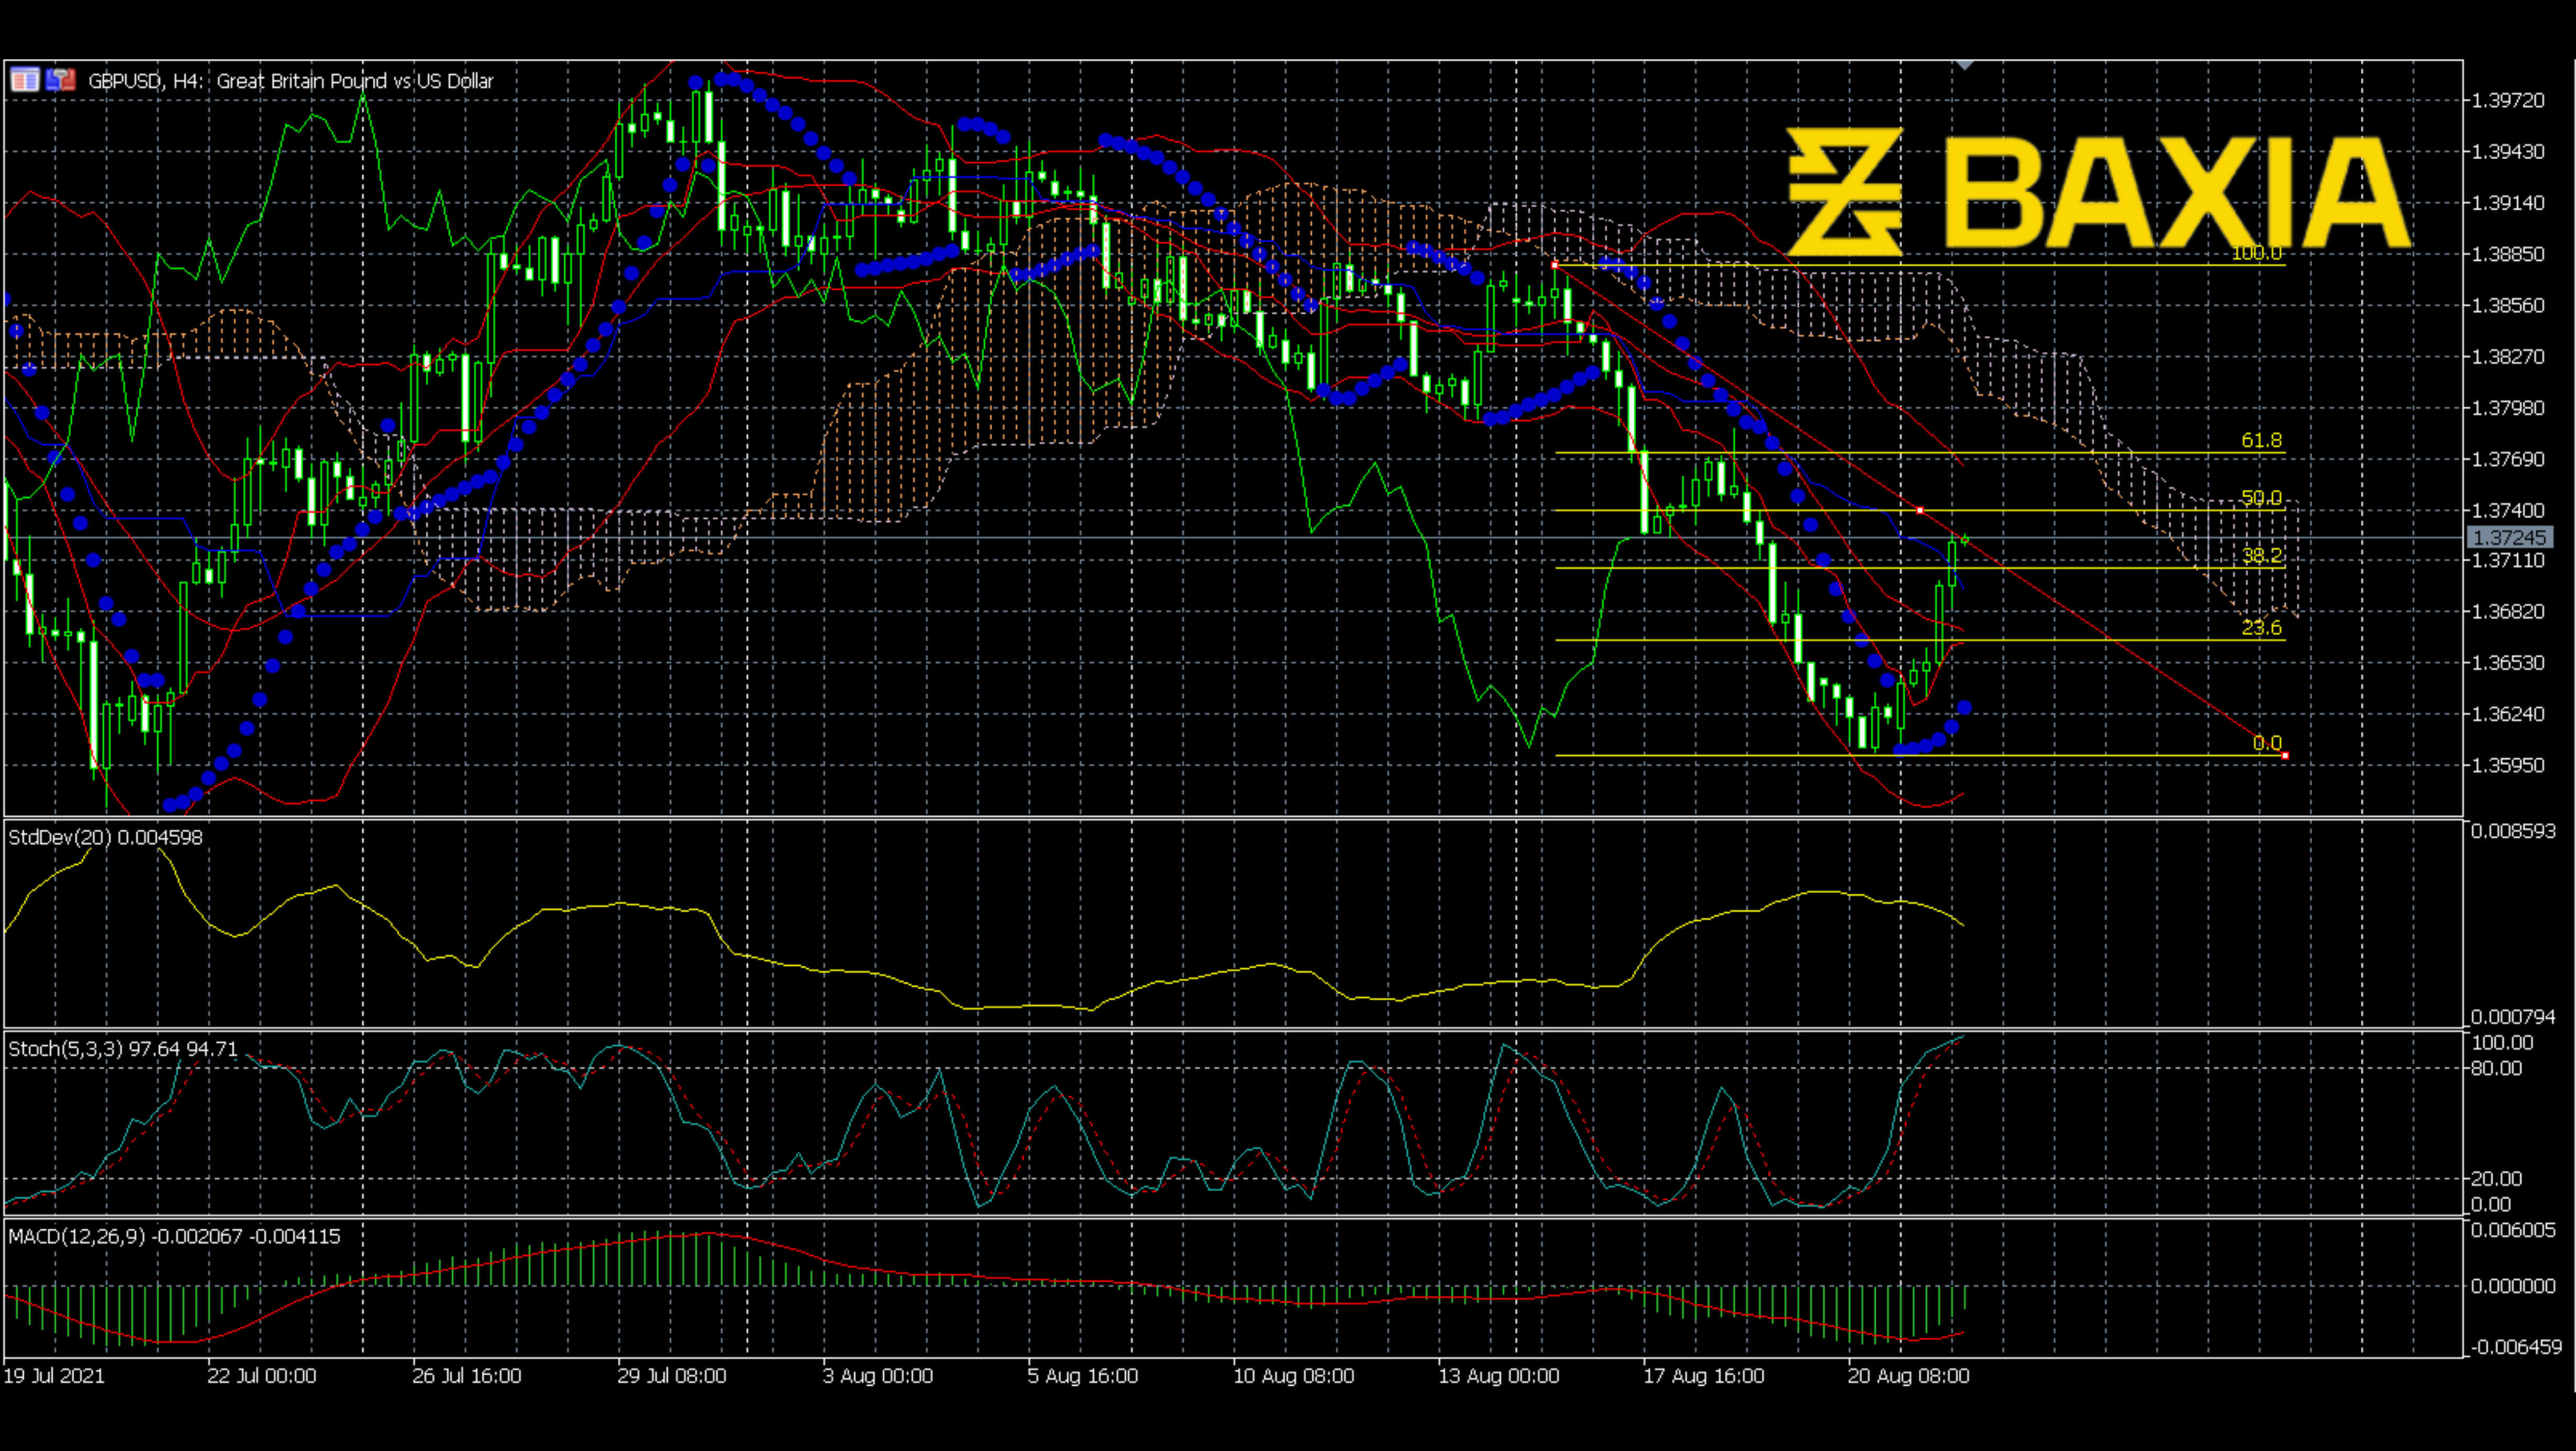 GBPUSD, H4: Great Britain Pound vs US Dollar
BAXIA
1.39720
1.39430
1.39140
1.38850
1.38560
1.38270
1.37980
1.37690
1.37400
1.37245
1.37110
1.36820
1.36530
1.36240
1.35950
100.0
61.8
50.0
38.2
23.6
0.0
StdDev(20) 0.004598
0.008593
0.000794
Stoch(5,3,3) 97.64 94.71
100.00
80.00
20.00
0.00
MACD(12,26,9) -0.002067 -0.004115
0.006005
0.000000
-0.006459
19 Jul 2021
22 Jul 00:00
26 Jul 16:00
29 Jul 08:00
3 Aug 00:00
5 Aug 16:00
10 Aug 08:00
13 Aug 00:00
17 Aug 16:00
20 Aug 08:00